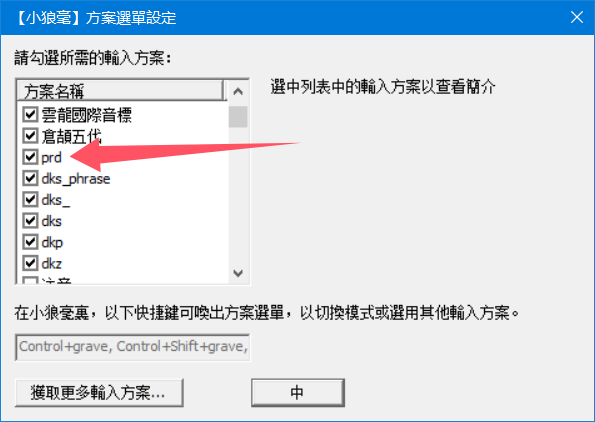 【小狼毫】方案選單設定
請勾選所需的輸入方案:
方案名稱
選中列表中的輸入方案以查看簡介
雲龍國際音標
倉頡五代
prd
dks_phrase
dks_
dks
dkp
dkz
注音
在小狼毫裏，以下快捷鍵可喚出方案選單，以切換模式或選用其他輸入方案。
Control+grave, Control+Shift+grave,
獲取更多輸入方案...
中